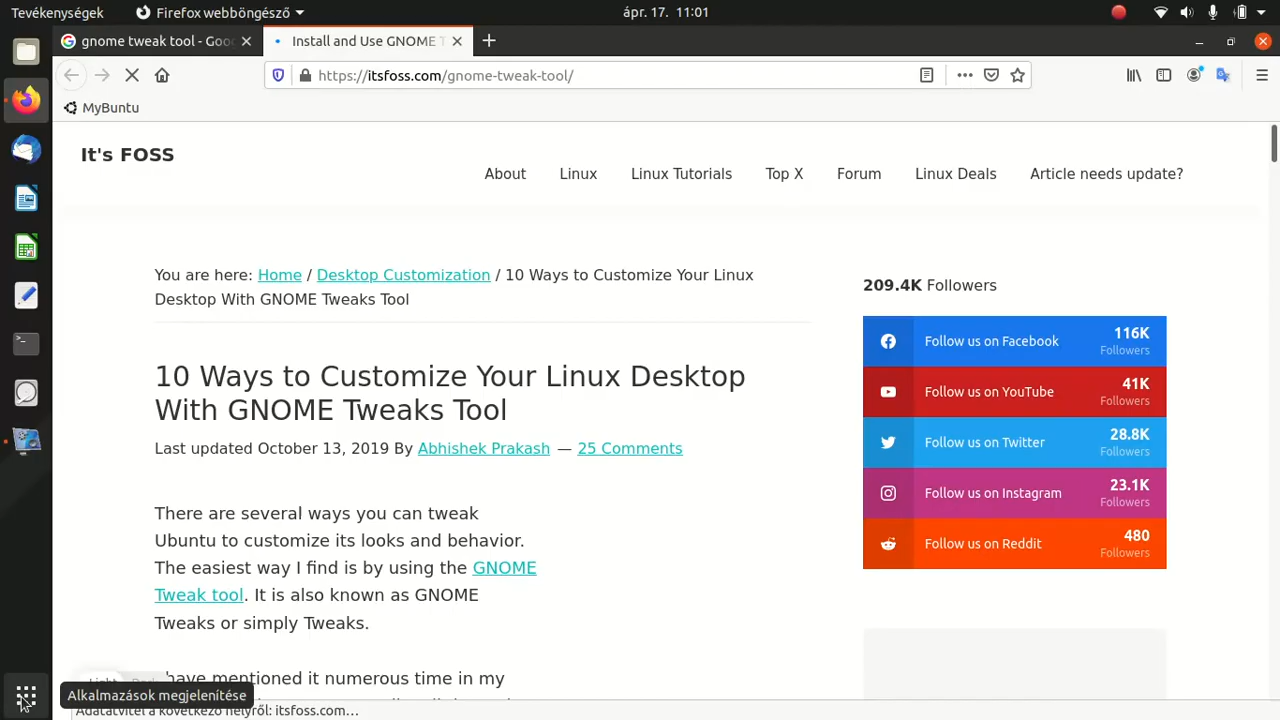 Tevékenységek
Firefox webböngésző
ápr. 17. 11:01
gnome tweak tool - Goo
Install and Use GNOME T
https://itsfoss.com/gnome-tweak-tool/
MyBuntu
It's FOSS
About
Linux
Linux Tutorials
Top X
Forum
Linux Deals
Article needs update?
You are here: Home / Desktop Customization / 10 Ways to Customize Your Linux
Desktop With GNOME Tweaks Tool
209.4K Followers
Follow us on Facebook
116K
Followers
Follow us on YouTube
41K
Followers
Follow us on Twitter
28.8K
Followers
Follow us on Instagram
23.1K
Followers
Follow us on Reddit
480
Followers
10 Ways to Customize Your Linux Desktop
With GNOME Tweaks Tool
Last updated October 13, 2019 By Abhishek Prakash — 25 Comments
There are several ways you can tweak
Ubuntu to customize its looks and behavior.
The easiest way I find is by using the GNOME
Tweak tool. It is also known as GNOME
Tweaks or simply Tweaks.
have mentioned it numerous time in my
Alkalmazások megjelenítése
Adatátvitel a következő helyről: itsfoss.com…